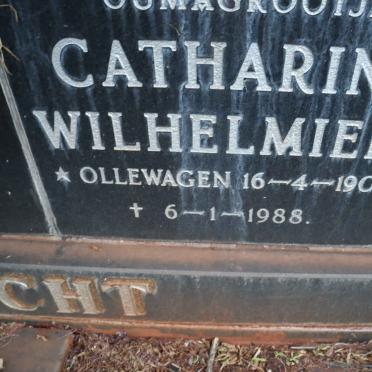 CATHARIN
WILHELMIE
★ OLLEWAGEN 16-4-190
✝ 6-1-1988.
CHT